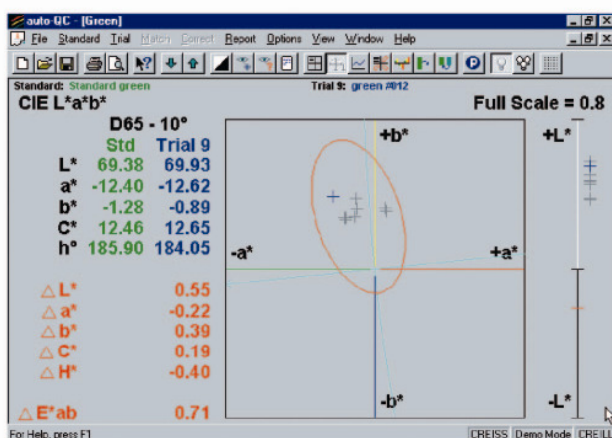 auto-QC - [Green]
File Standard Trial Match Correct Report Options View Window Help
Standard: Standard green Trial 9: green #012
CIE L*a*b* Full Scale = 0.8
D65 - 10°
Std Trial 9
L* 69.38 69.93
a* -12.40 -12.62
b* -1.28 -0.89
C* 12.46 12.65
h° 185.90 184.05
△ L* 0.55
△ a* -0.22
△ b* 0.39
△ C* 0.19
△ H* -0.40
△ E*ab 0.71
+b* +L*
-a* +a*
-b* -L*
For Help, press F1 CREISS Demo Mode CREILL